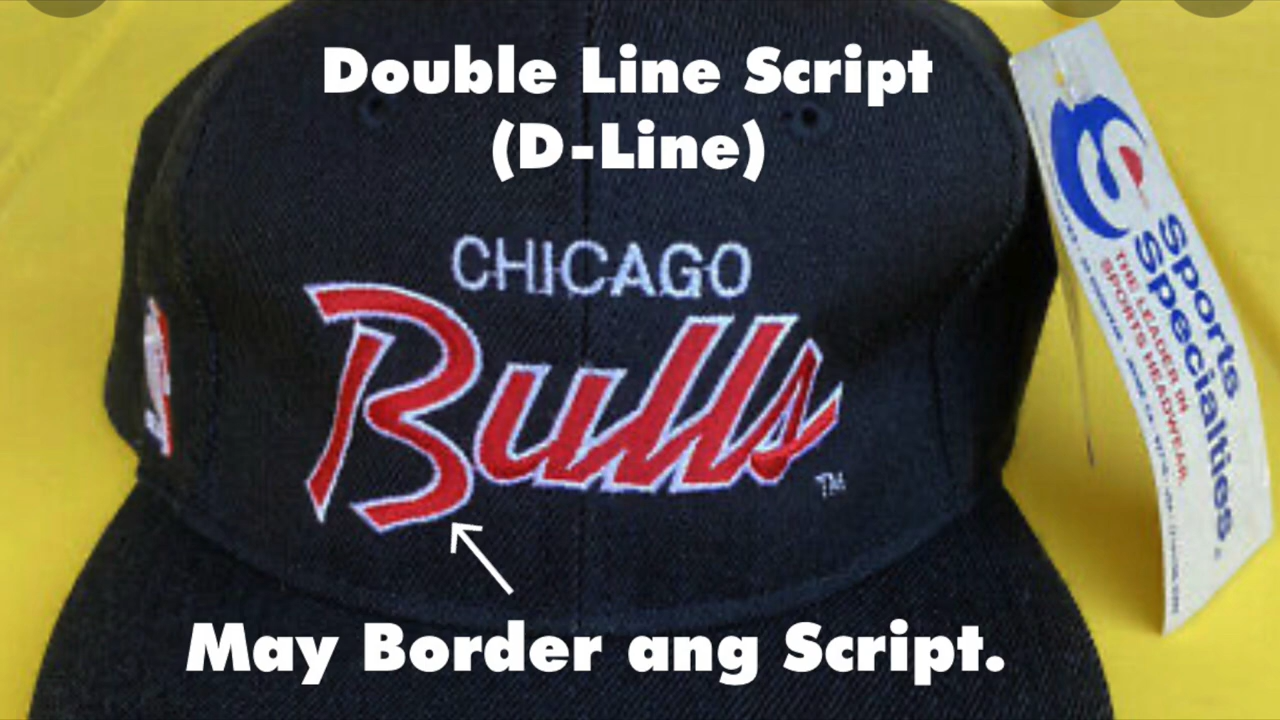 Double Line Script
(D-Line)
CHICAGO
Bulls
TM
Sports
Specialties
THE LEADER IN
SPORTS HEADWEAR.
May Border ang Script.